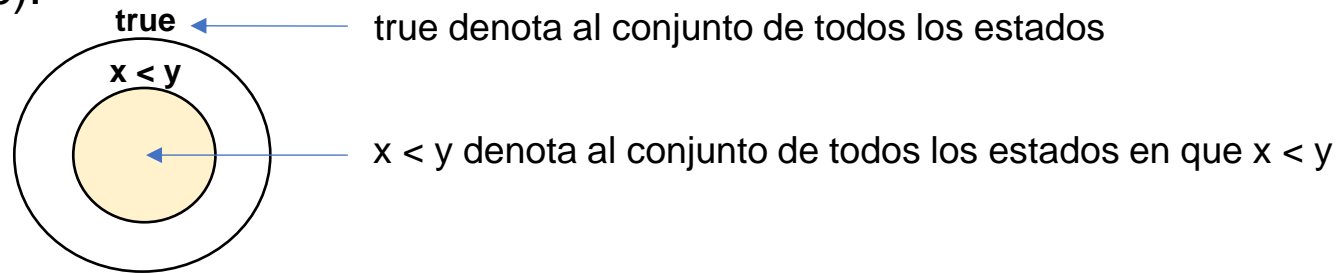 true true denota al conjunto de todos los estados
x < y
x < y denota al conjunto de todos los estados en que x < y